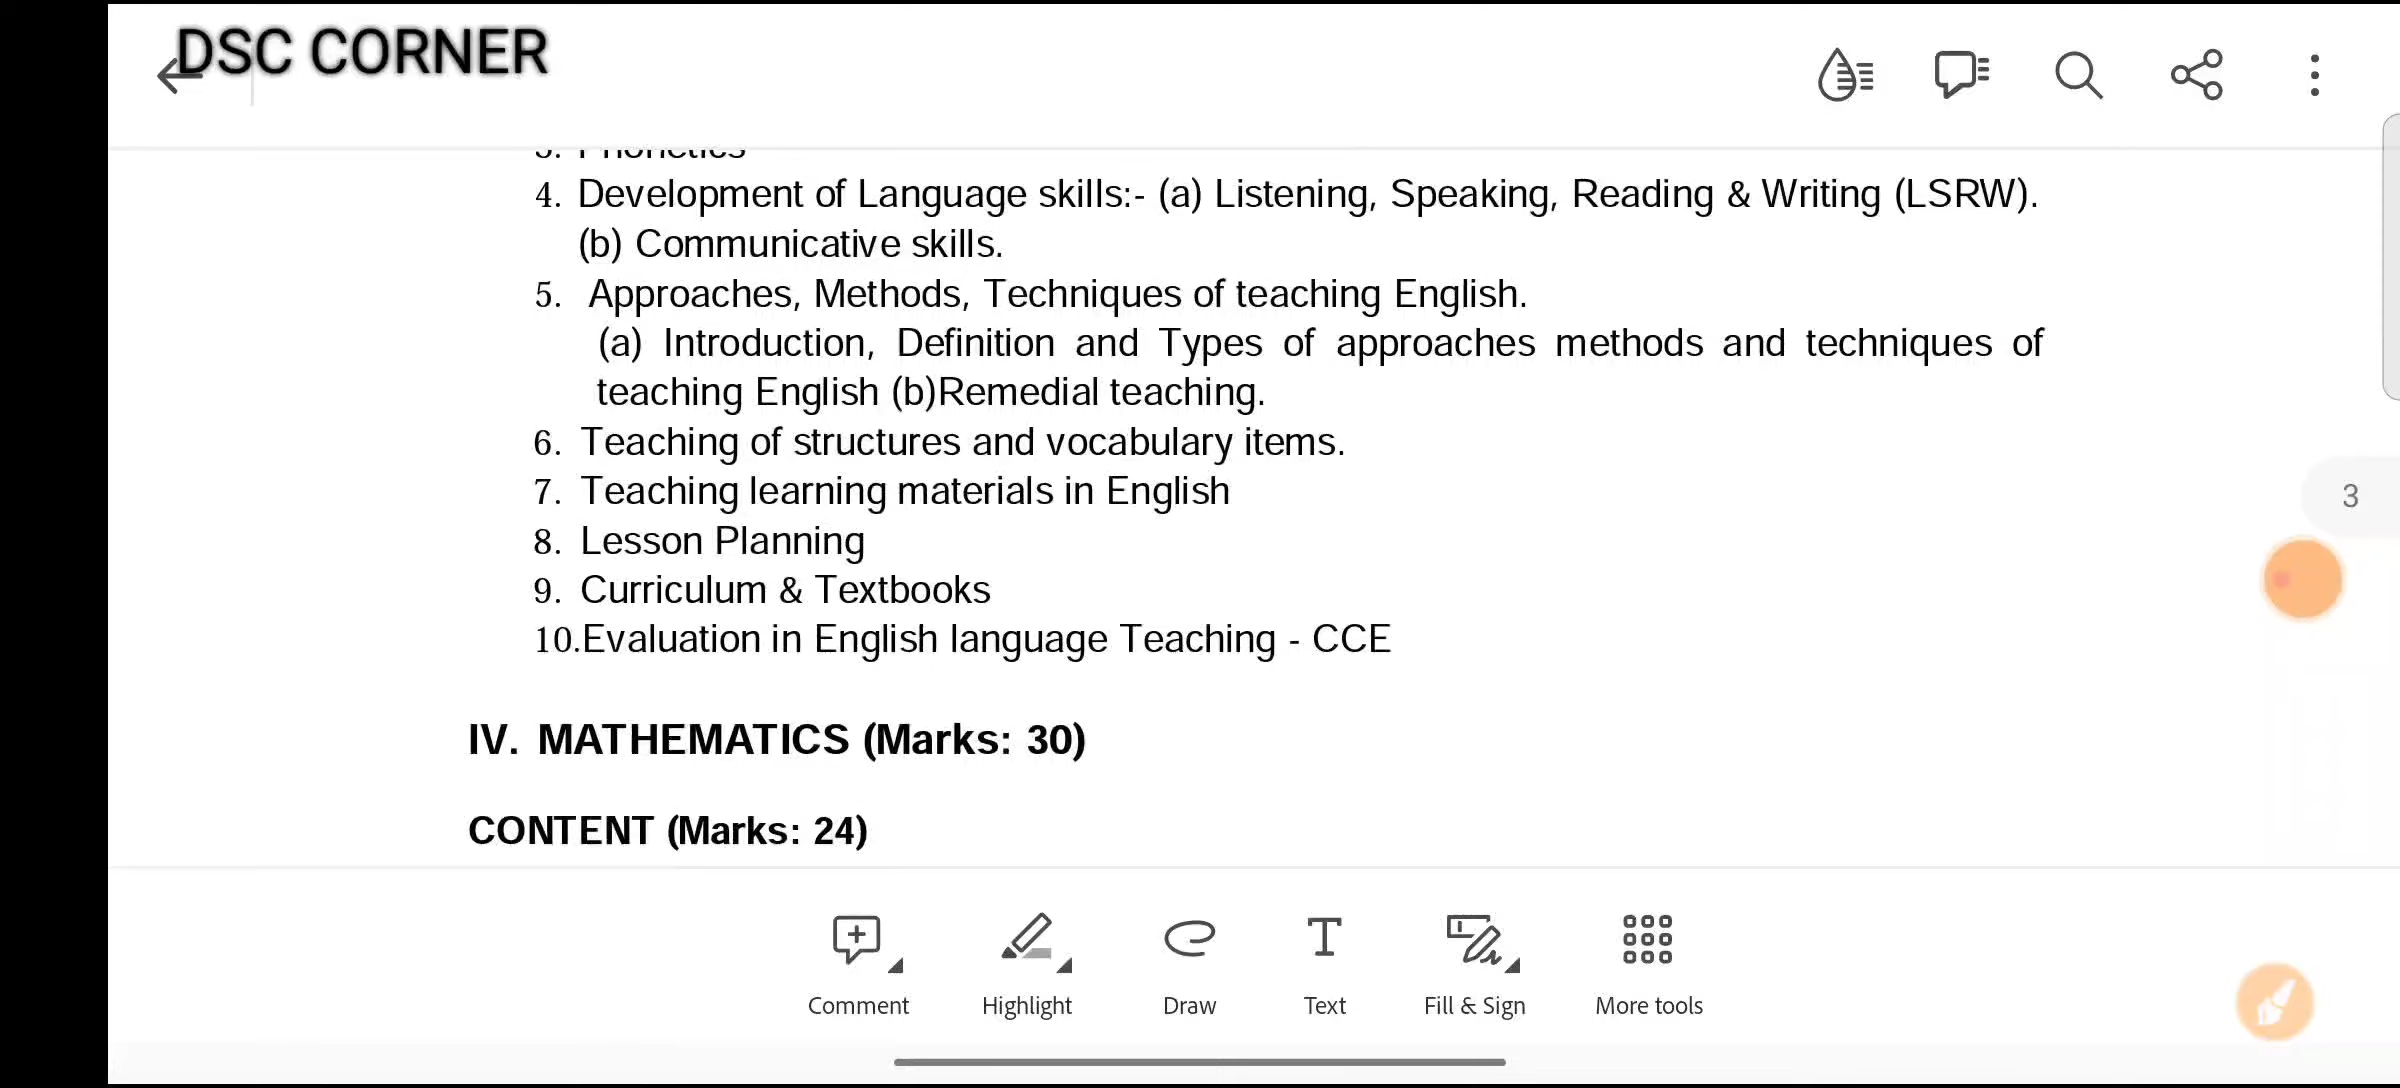 DSC CORNER
4. Development of Language skills:- (a) Listening, Speaking, Reading & Writing (LSRW).
(b) Communicative skills.
5. Approaches, Methods, Techniques of teaching English.
(a) Introduction, Definition and Types of approaches methods and techniques of
teaching English (b)Remedial teaching.
6. Teaching of structures and vocabulary items.
7. Teaching learning materials in English
3
8. Lesson Planning
9. Curriculum & Textbooks
10.Evaluation in English language Teaching - CCE
IV. MATHEMATICS (Marks: 30)
CONTENT (Marks: 24)
Comment Highlight Draw Text Fill & Sign More tools